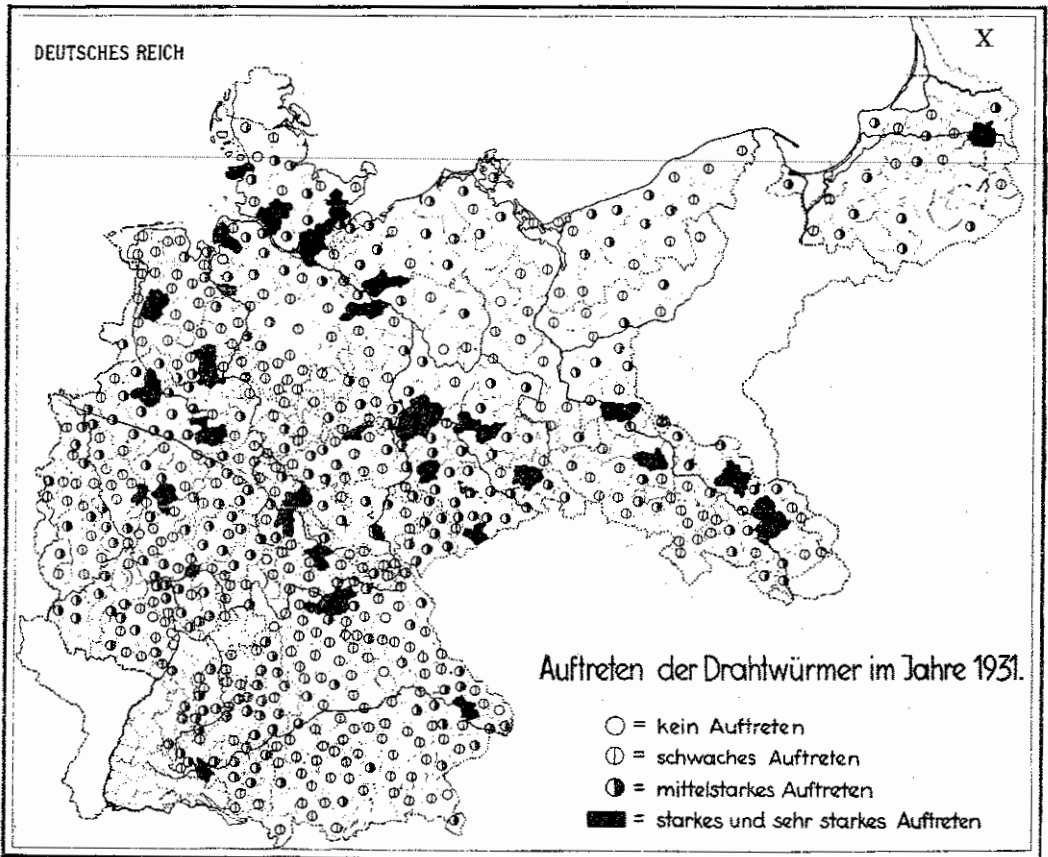 DEUTSCHES REICH
X
Auftreten der Drahtwürmer im Jahre 1931.
= kein Auftreten
= schwaches Auftreten
= mittelstarkes Auftreten
= starkes und sehr starkes Auftreten